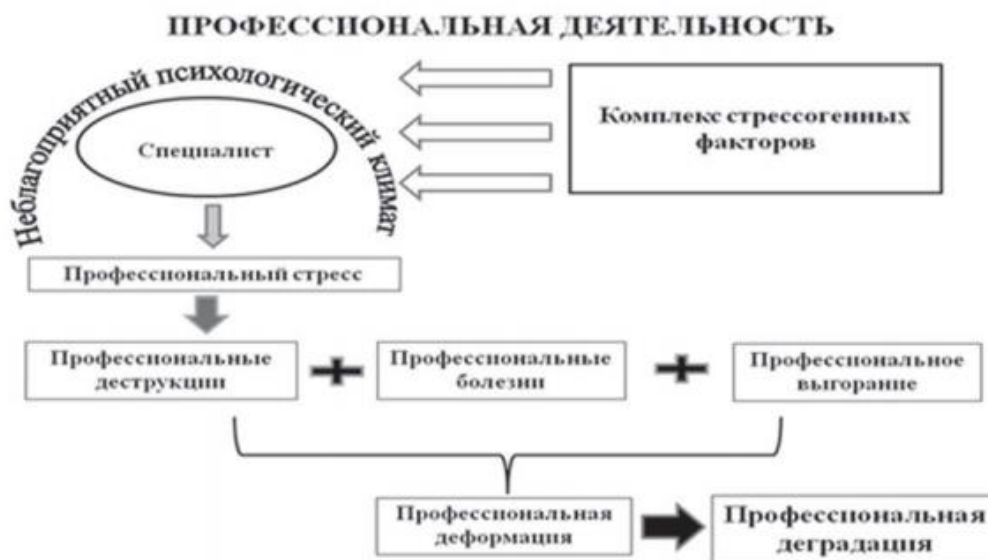 ПРОФЕССИОНАЛЬНАЯ ДЕЯТЕЛЬНОСТЬ
Неблагоприятный психологический климат
Специалист
Комплекс стрессогенных
факторов
Профессиональный стресс
Профессиональные
деструкции
Профессиональные
болезни
Профессиональное
выгорание
Профессиональная
деформация
Профессиональная
деградация